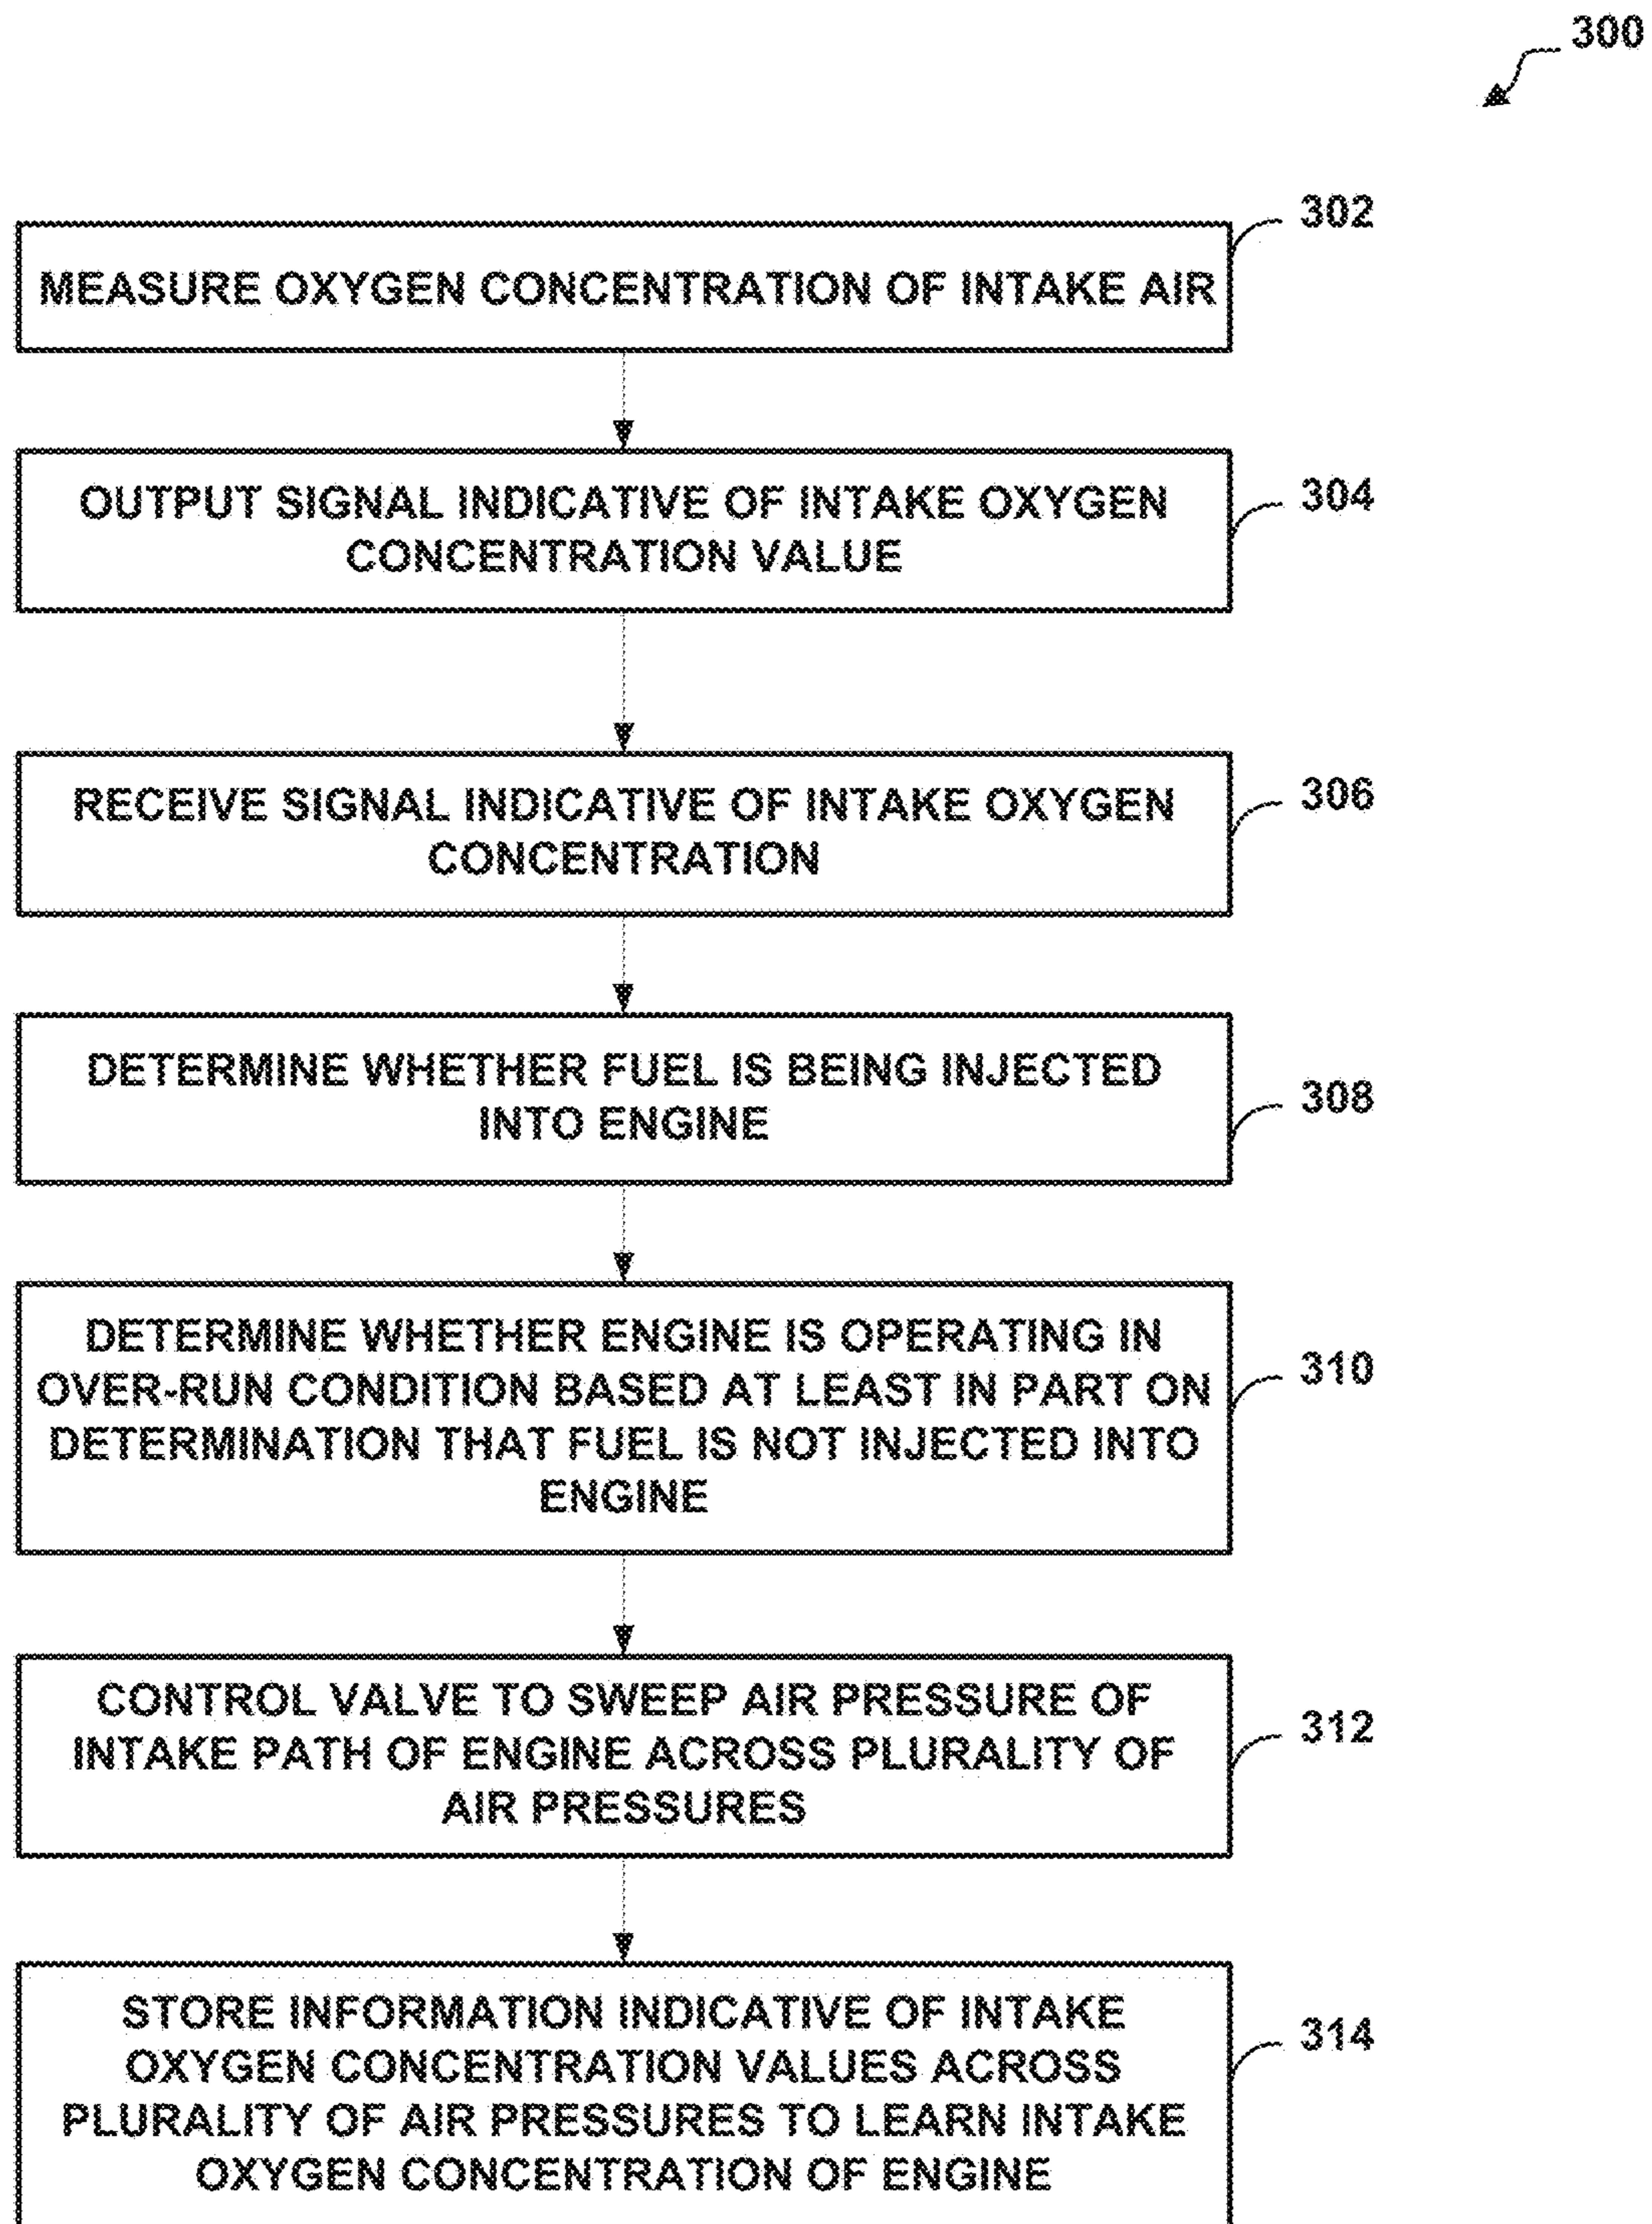 300
302
MEASURE OXYGEN CONCENTRATION OF INTAKE AIR
304
OUTPUT SIGNAL INDICATIVE OF INTAKE OXYGEN
CONCENTRATION VALUE
306
RECEIVE SIGNAL INDICATIVE OF INTAKE OXYGEN
CONCENTRATION
308
DETERMINE WHETHER FUEL IS BEING INJECTED
INTO ENGINE
310
DETERMINE WHETHER ENGINE IS OPERATING IN
OVER-RUN CONDITION BASED AT LEAST IN PART ON
DETERMINATION THAT FUEL IS NOT INJECTED INTO
ENGINE
312
CONTROL VALVE TO SWEEP AIR PRESSURE OF
INTAKE PATH OF ENGINE ACROSS PLURALITY OF
AIR PRESSURES
314
STORE INFORMATION INDICATIVE OF INTAKE
OXYGEN CONCENTRATION VALUES ACROSS
PLURALITY OF AIR PRESSURES TO LEARN INTAKE
OXYGEN CONCENTRATION OF ENGINE